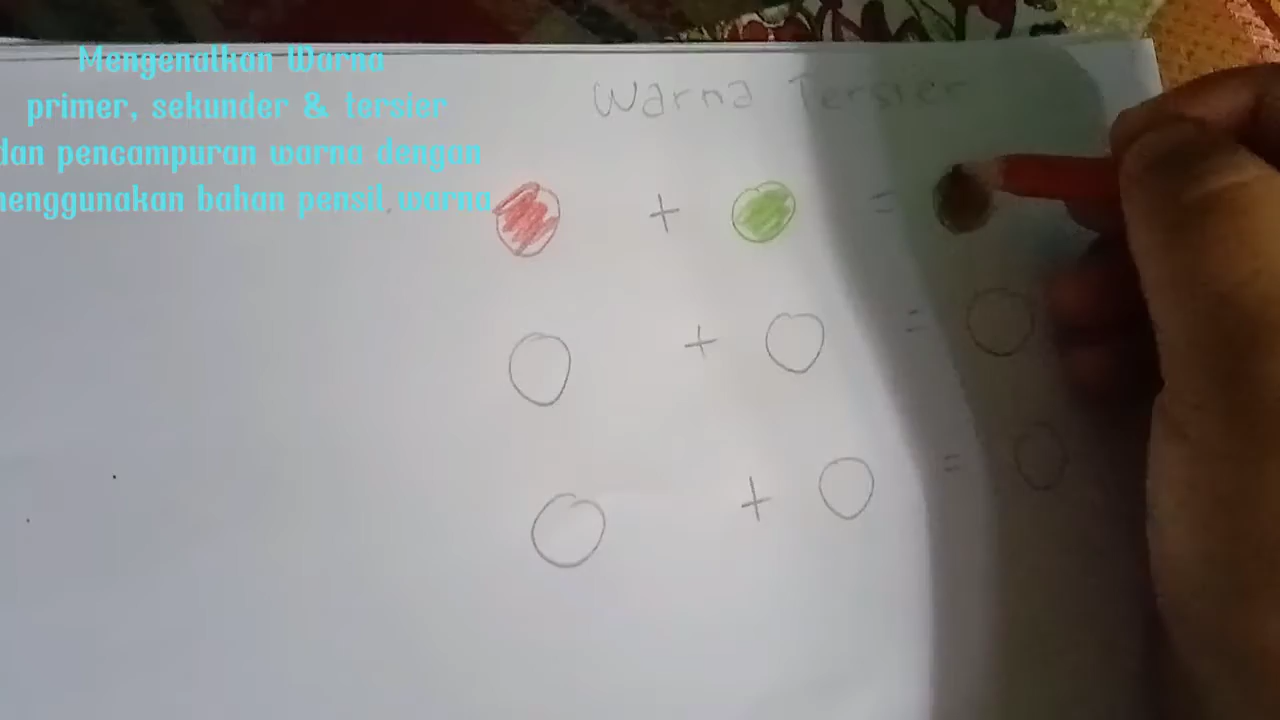 Mengenalkan Warna
primer, sekunder & tersier
dan pencampuran warna dengan
menggunakan bahan pensil warna
Warna Tersier
+ =
+ =
+ =